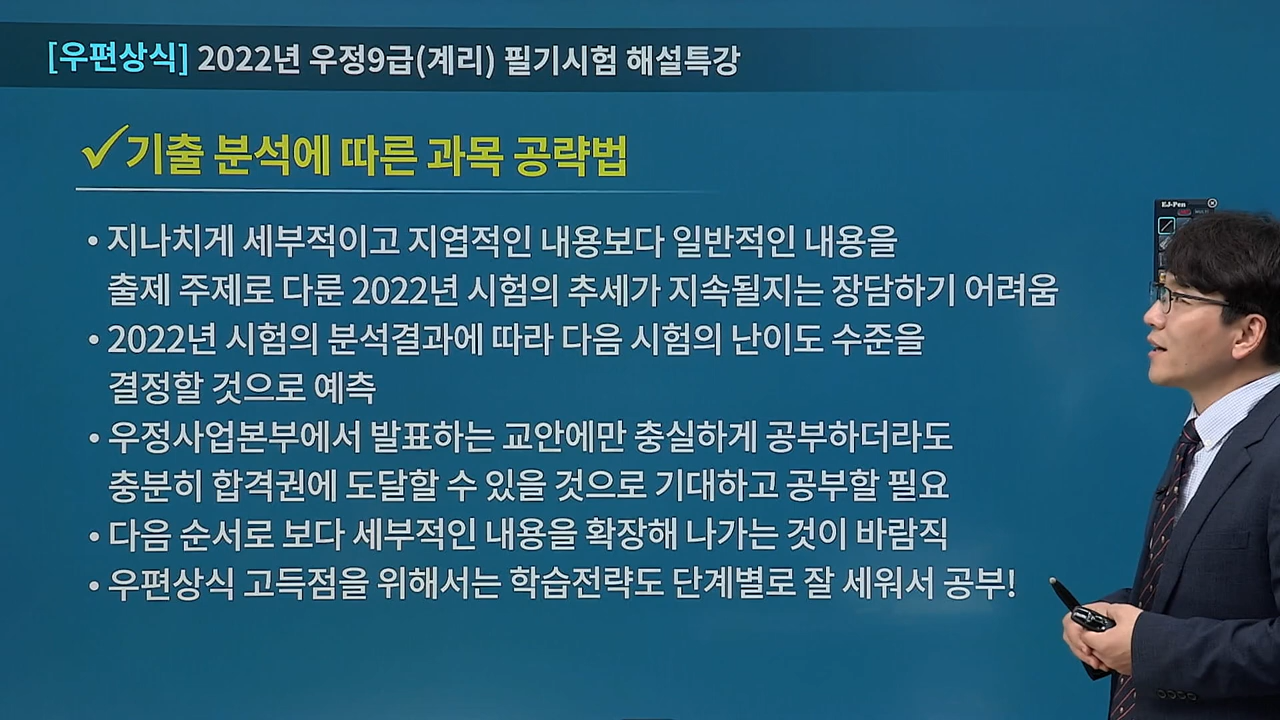 [우편상식] 2022년 우정9급(계리) 필기시험 해설특강
✓기출 분석에 따른 과목 공략법
• 지나치게 세부적이고 지엽적인 내용보다 일반적인 내용을
출제 주제로 다룬 2022년 시험의 추세가 지속될지는 장담하기 어려움
• 2022년 시험의 분석결과에 따라 다음 시험의 난이도 수준을
결정할 것으로 예측
• 우정사업본부에서 발표하는 교안에만 충실하게 공부하더라도
충분히 합격권에 도달할 수 있을 것으로 기대하고 공부할 필요
• 다음 순서로 보다 세부적인 내용을 확장해 나가는 것이 바람직
• 우편상식 고득점을 위해서는 학습전략도 단계별로 잘 세워서 공부!
EJ-Pen